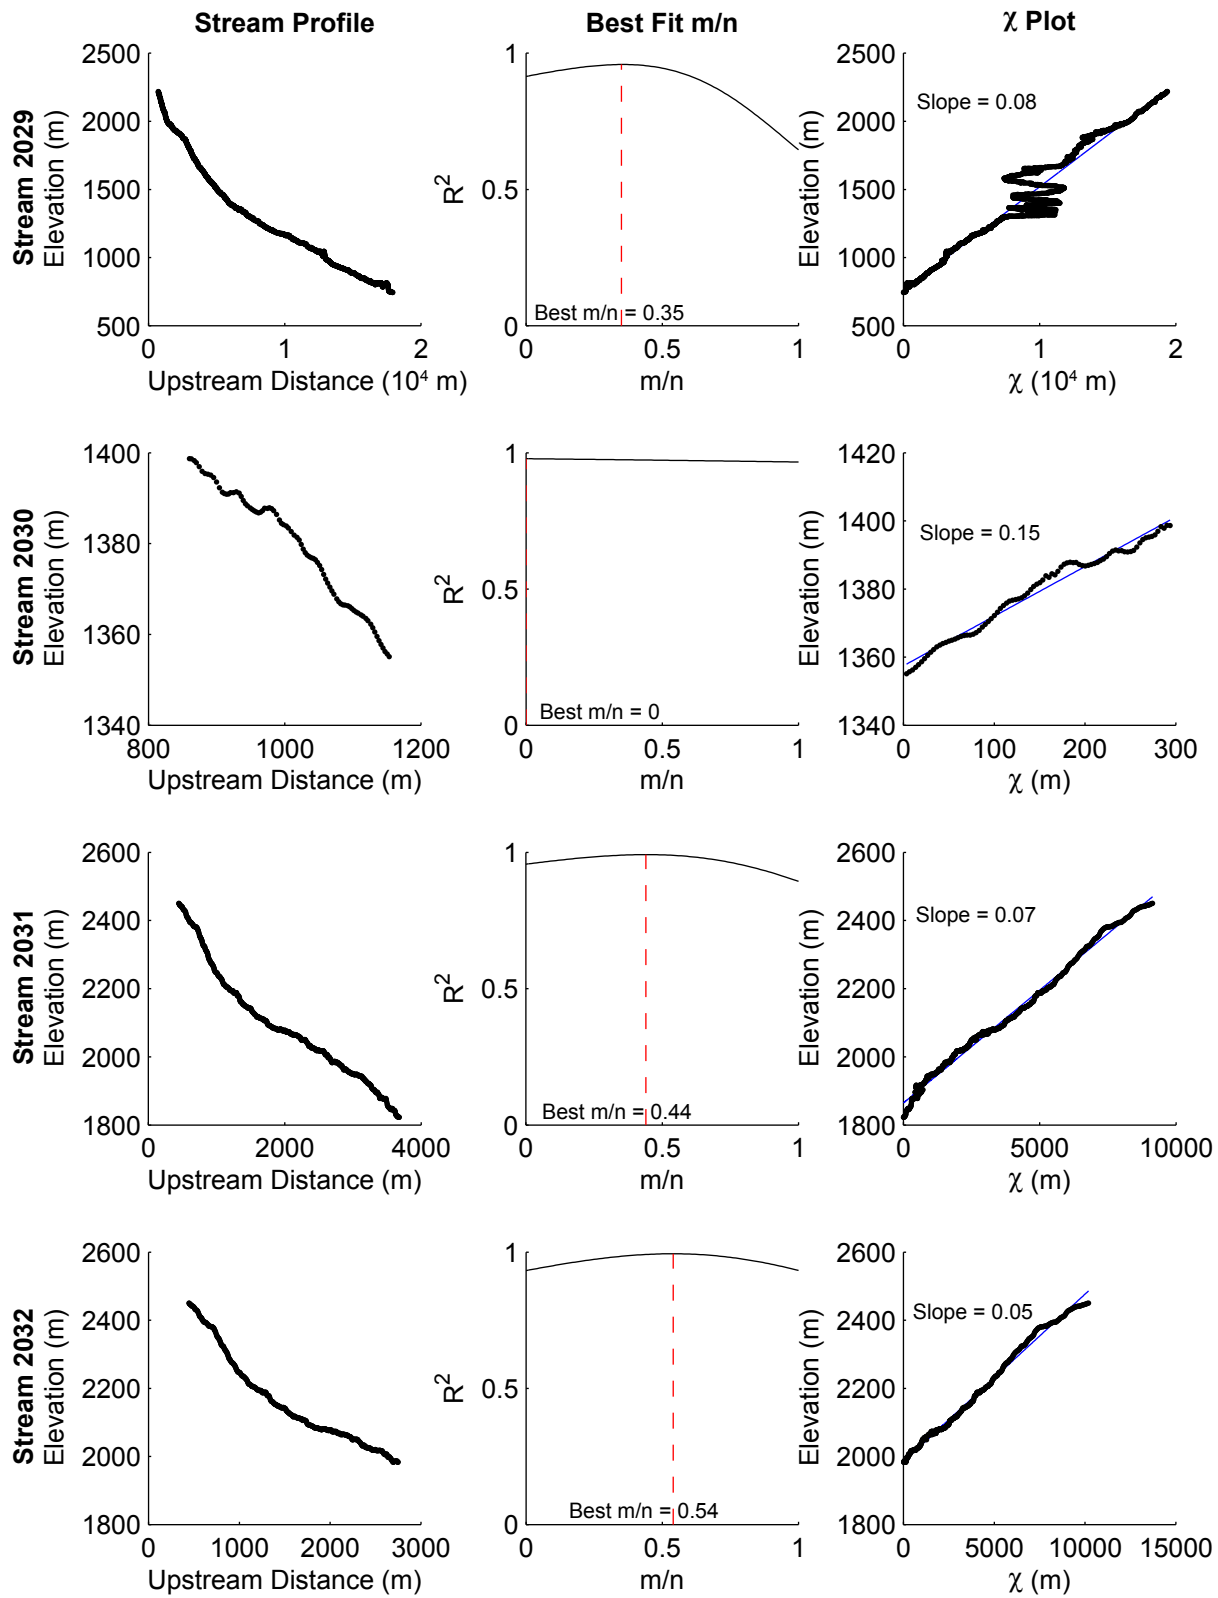 Stream Profile
Best Fit m/n
χ Plot
Stream 2029
Elevation (m)
2500
2000
1500
1000
500
0
1
2
Upstream Distance (10⁴ m)
R²
1
0.5
0
Best m/n = 0.35
0
0.5
1
m/n
Elevation (m)
2500
2000
1500
1000
500
Slope = 0.08
0
1
2
χ (10⁴ m)
Stream 2030
Elevation (m)
1400
1380
1360
1340
800
1000
1200
Upstream Distance (m)
R²
1
0.5
0
Best m/n = 0
0
0.5
1
m/n
Elevation (m)
1420
1400
1380
1360
1340
Slope = 0.15
0
100
200
300
χ (m)
Stream 2031
Elevation (m)
2600
2400
2200
2000
1800
0
2000
4000
Upstream Distance (m)
R²
1
0.5
0
Best m/n = 0.44
0
0.5
1
m/n
Elevation (m)
2600
2400
2200
2000
1800
Slope = 0.07
0
5000
10000
χ (m)
Stream 2032
Elevation (m)
2600
2400
2200
2000
1800
0
1000
2000
3000
Upstream Distance (m)
R²
1
0.5
0
Best m/n = 0.54
0
0.5
1
m/n
Elevation (m)
2600
2400
2200
2000
1800
Slope = 0.05
0
5000
10000
15000
χ (m)